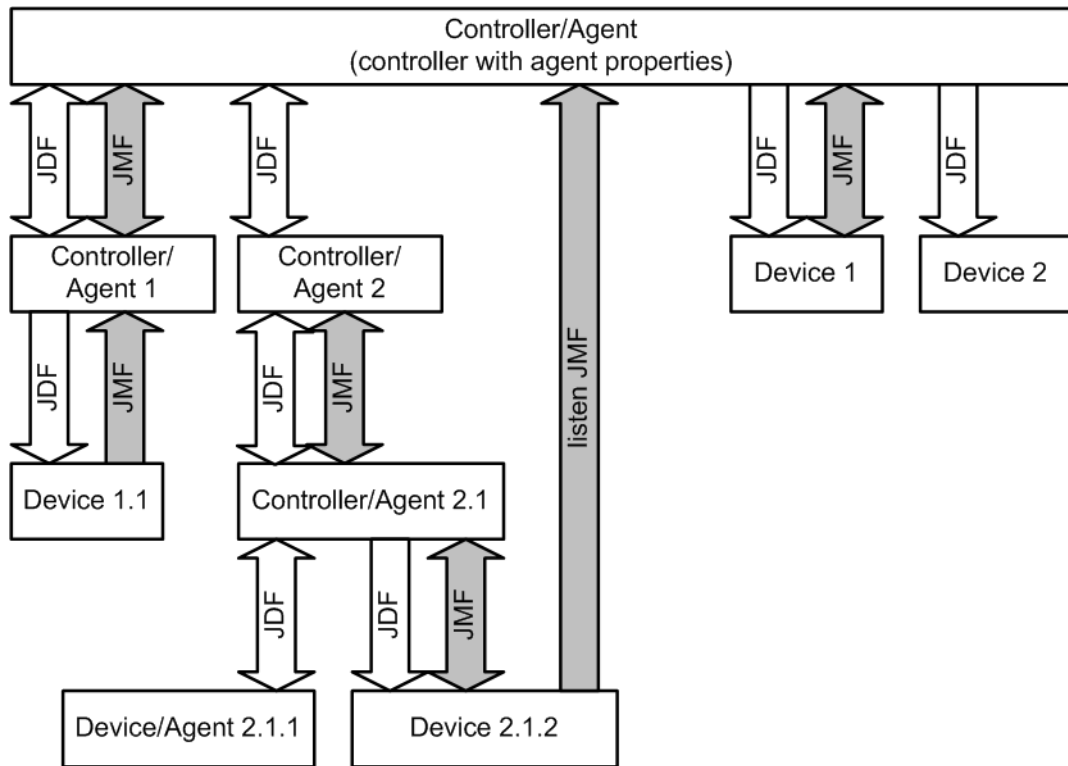 Controller/Agent
(controller with agent properties)
JDF
JMF
JDF
JDF
JMF
JDF
Controller/
Agent 1
Controller/
Agent 2
Device 1
Device 2
JDF
JMF
JDF
JMF
listen JMF
Device 1.1
Controller/Agent 2.1
JDF
JDF
JMF
Device/Agent 2.1.1
Device 2.1.2